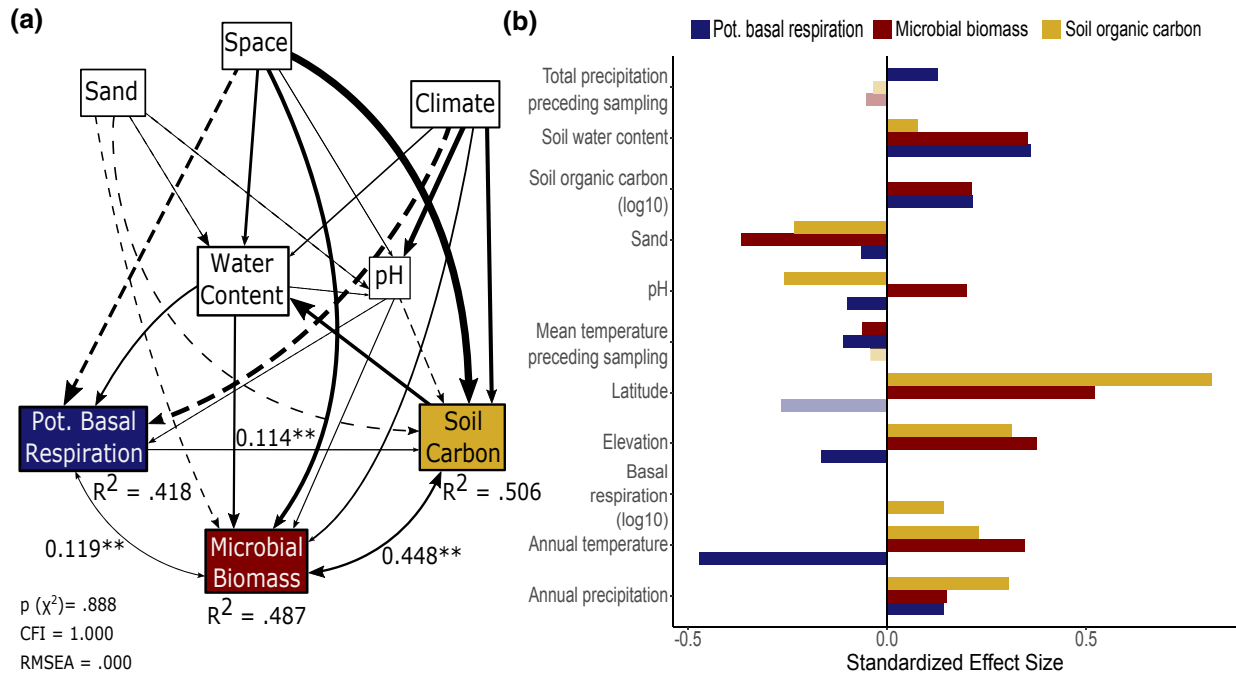 (a)
Space
Sand
Climate
Water
Content
pH
Pot. Basal
Respiration
R² = .418
0.114**
Soil
Carbon
R² = .506
0.119**
Microbial
Biomass
R² = .487
0.448**
p (χ²)= .888
CFI = 1.000
RMSEA = .000
(b)
Pot. basal respiration Microbial biomass Soil organic carbon
Total precipitation
preceding sampling
Soil water content
Soil organic carbon
(log10)
Sand
pH
Mean temperature
preceding sampling
Latitude
Elevation
Basal
respiration
(log10)
Annual temperature
Annual precipitation
-0.5 0.0 0.5
Standardized Effect Size